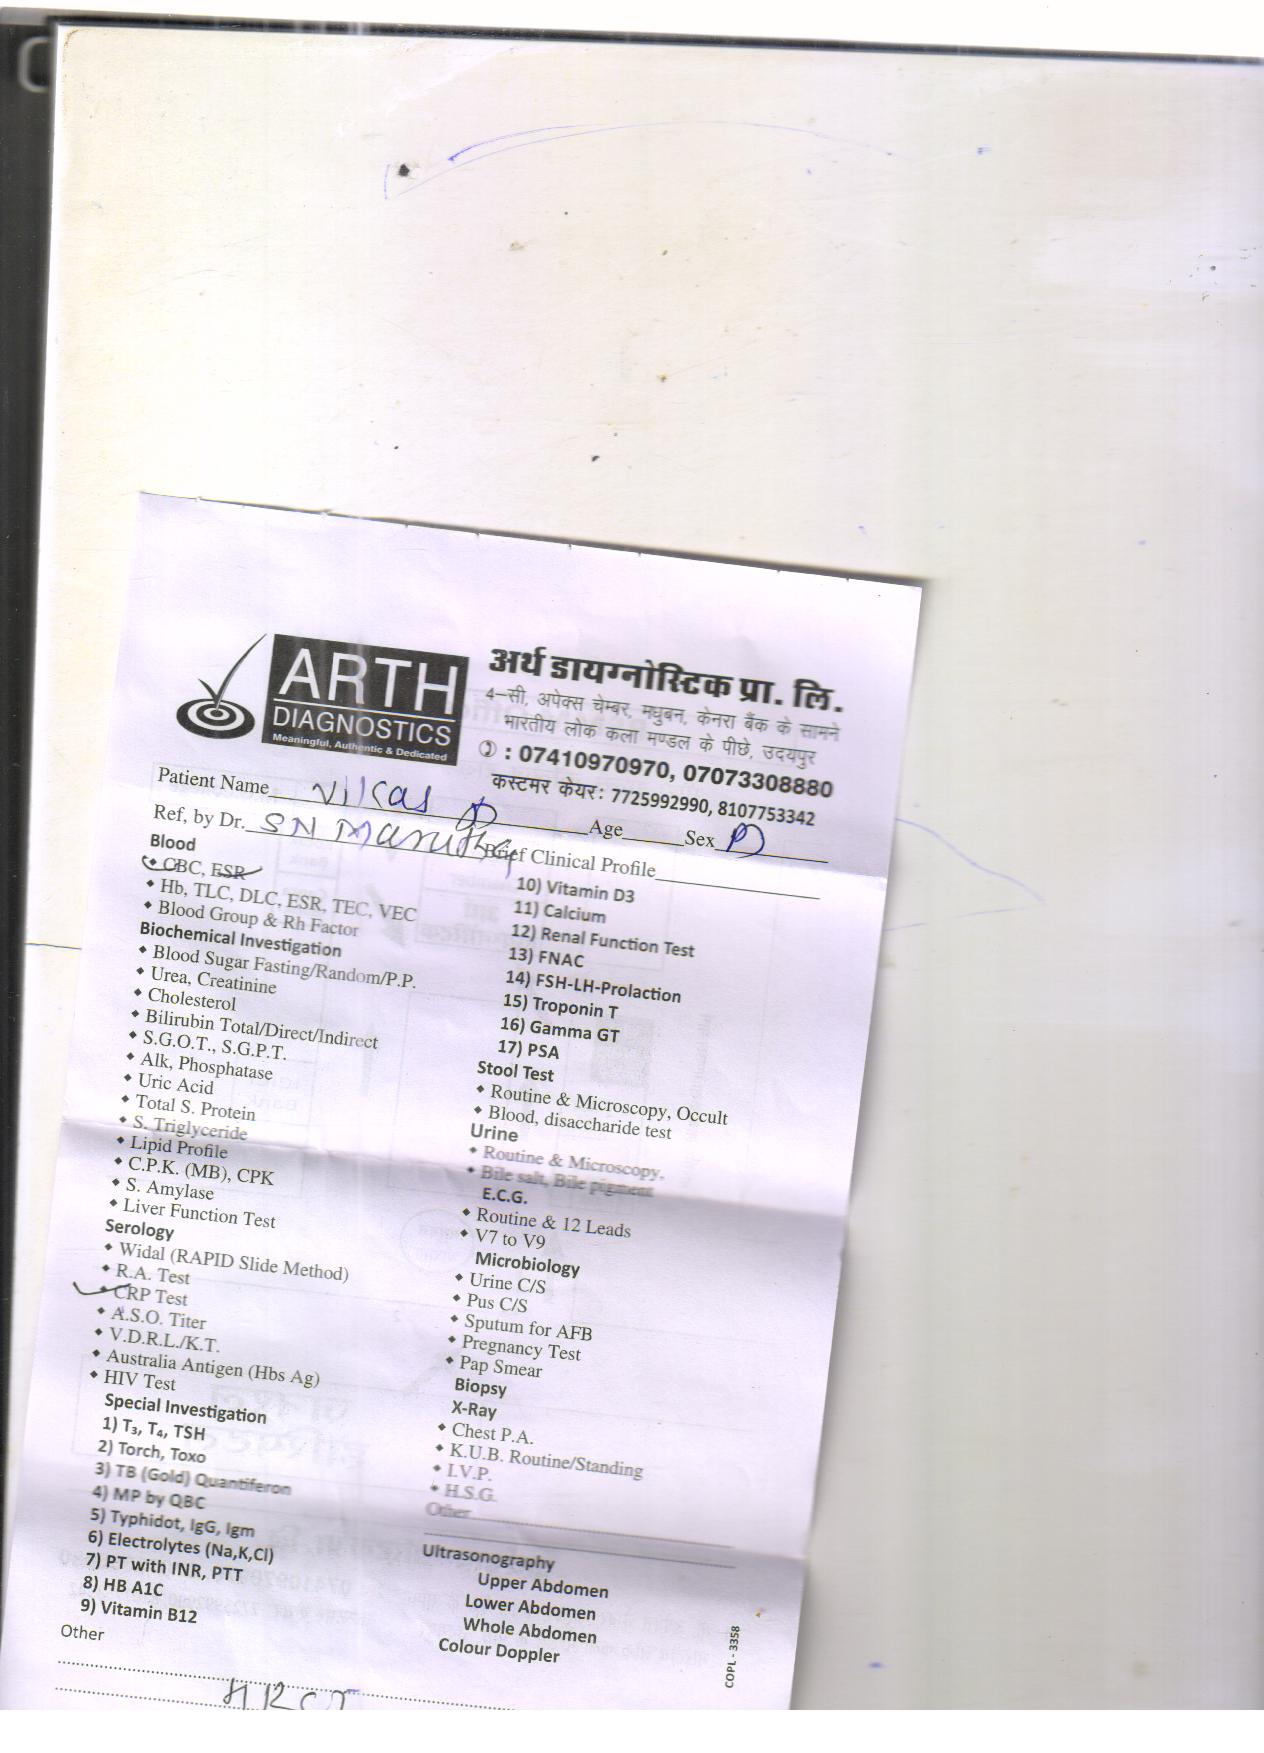 ARTH
DIAGNOSTICS
Meaningful, Authentic & Dedicated
अर्थ डायग्नोस्टिक प्रा. लि.
4-सी, अपेक्स चेम्बर, मधुबन, केनरा बैंक के सामने
भारतीय लोक कला मण्डल के पीछे, उदयपुर
: 07410970970, 07073308880
कस्टमर केयर: 7725992990, 8107753342
Patient Name Vikas Age Sex
Ref, by Dr. S N
Brief Clinical Profile
Blood
CBC, ESR
Hb, TLC, DLC, ESR, TEC, VEC
Blood Group & Rh Factor
Biochemical Investigation
Blood Sugar Fasting/Random/P.P.
Urea, Creatinine
Cholesterol
Bilirubin Total/Direct/Indirect
S.G.O.T., S.G.P.T.
Alk, Phosphatase
Uric Acid
Total S. Protein
S. Triglyceride
Lipid Profile
C.P.K. (MB), CPK
S. Amylase
Liver Function Test
Serology
Widal (RAPID Slide Method)
R.A. Test
CRP Test
A.S.O. Titer
V.D.R.L./K.T.
Australia Antigen (Hbs Ag)
HIV Test
Special Investigation
1) T₃, T₄, TSH
2) Torch, Toxo
3) TB (Gold) Quantiferon
4) MP by QBC
5) Typhidot, IgG, Igm
6) Electrolytes (Na,K,Cl)
7) PT with INR, PTT
8) HB A1C
9) Vitamin B12
Other
HRCT
10) Vitamin D3
11) Calcium
12) Renal Function Test
13) FNAC
14) FSH-LH-Prolaction
15) Troponin T
16) Gamma GT
17) PSA
Stool Test
Routine & Microscopy, Occult
Blood, disaccharide test
Urine
Routine & Microscopy,
Bile salt, Bile pigment
E.C.G.
Routine & 12 Leads
V7 to V9
Microbiology
Urine C/S
Pus C/S
Sputum for AFB
Pregnancy Test
Pap Smear
Biopsy
X-Ray
Chest P.A.
K.U.B. Routine/Standing
I.V.P.
H.S.G.
Other
Ultrasonography
Upper Abdomen
Lower Abdomen
Whole Abdomen
Colour Doppler
COPL - 3358